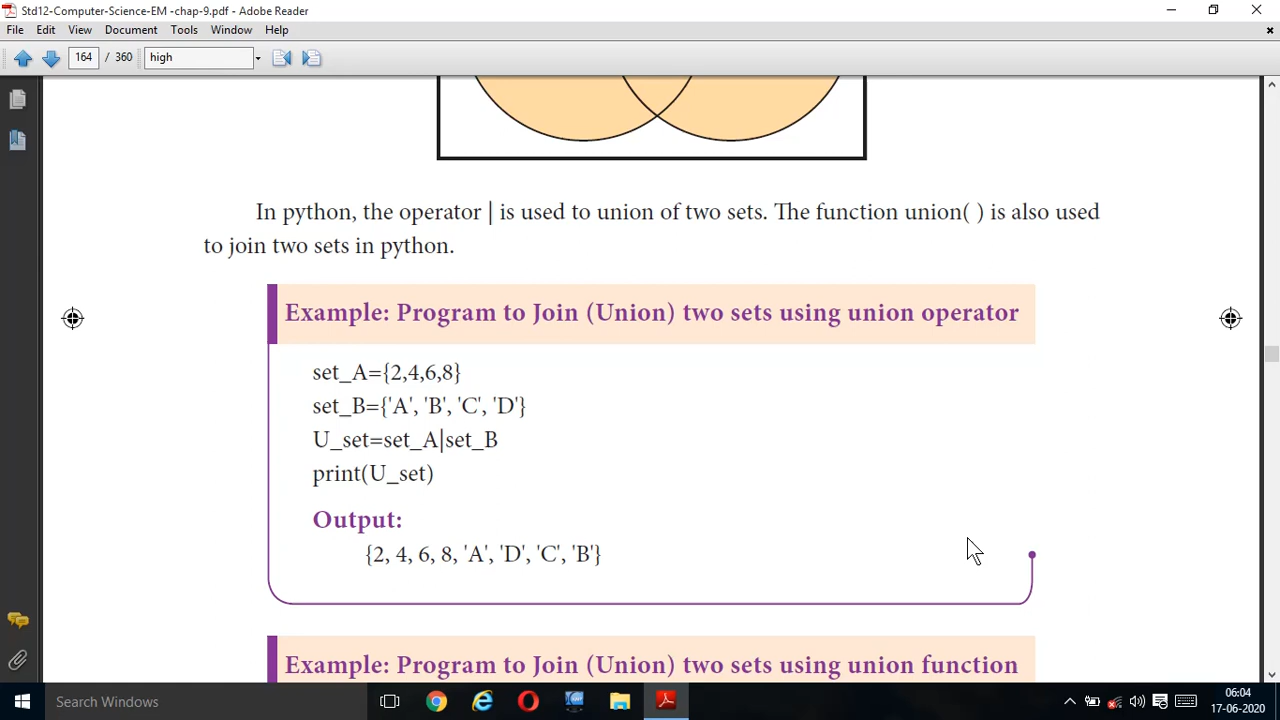 Std12-Computer-Science-EM -chap-9.pdf - Adobe Reader
File Edit View Document Tools Window Help
164 / 360 high
In python, the operator | is used to union of two sets. The function union( ) is also used
to join two sets in python.
Example: Program to Join (Union) two sets using union operator
set_A={2,4,6,8}
set_B={'A', 'B', 'C', 'D'}
U_set=set_A|set_B
print(U_set)
Output:
{2, 4, 6, 8, 'A', 'D', 'C', 'B'}
Example: Program to Join (Union) two sets using union function
Search Windows
06:04
17-06-2020